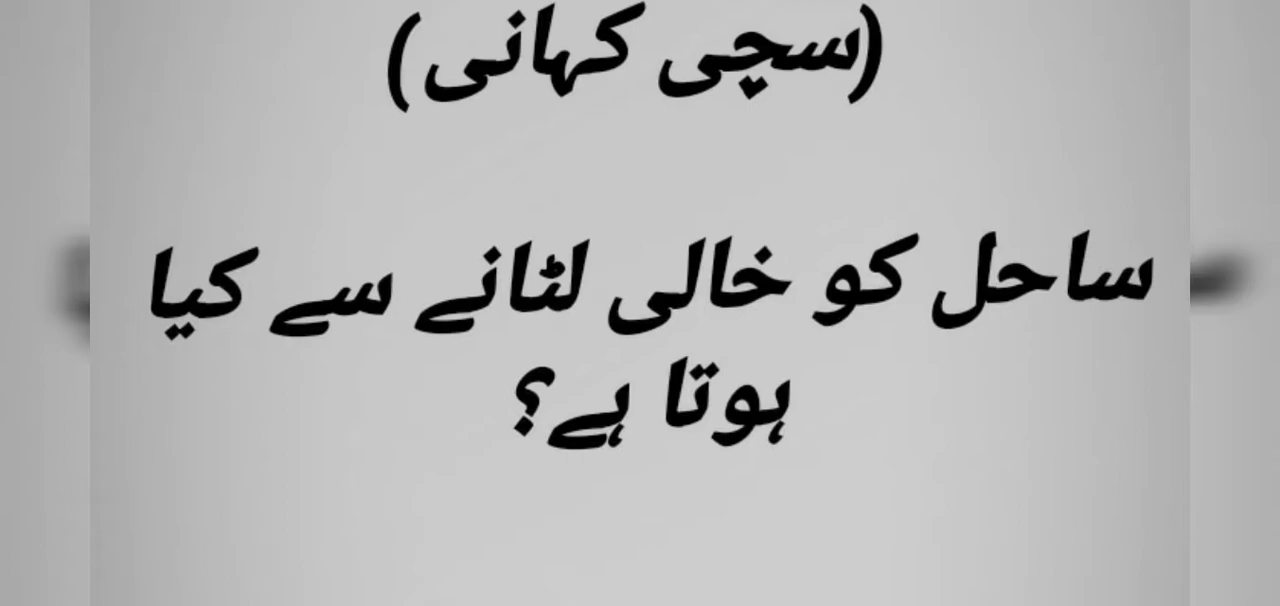 (سچی کہانی)
ساحل کو خالی لٹانے سے کیا
ہوتا ہے؟